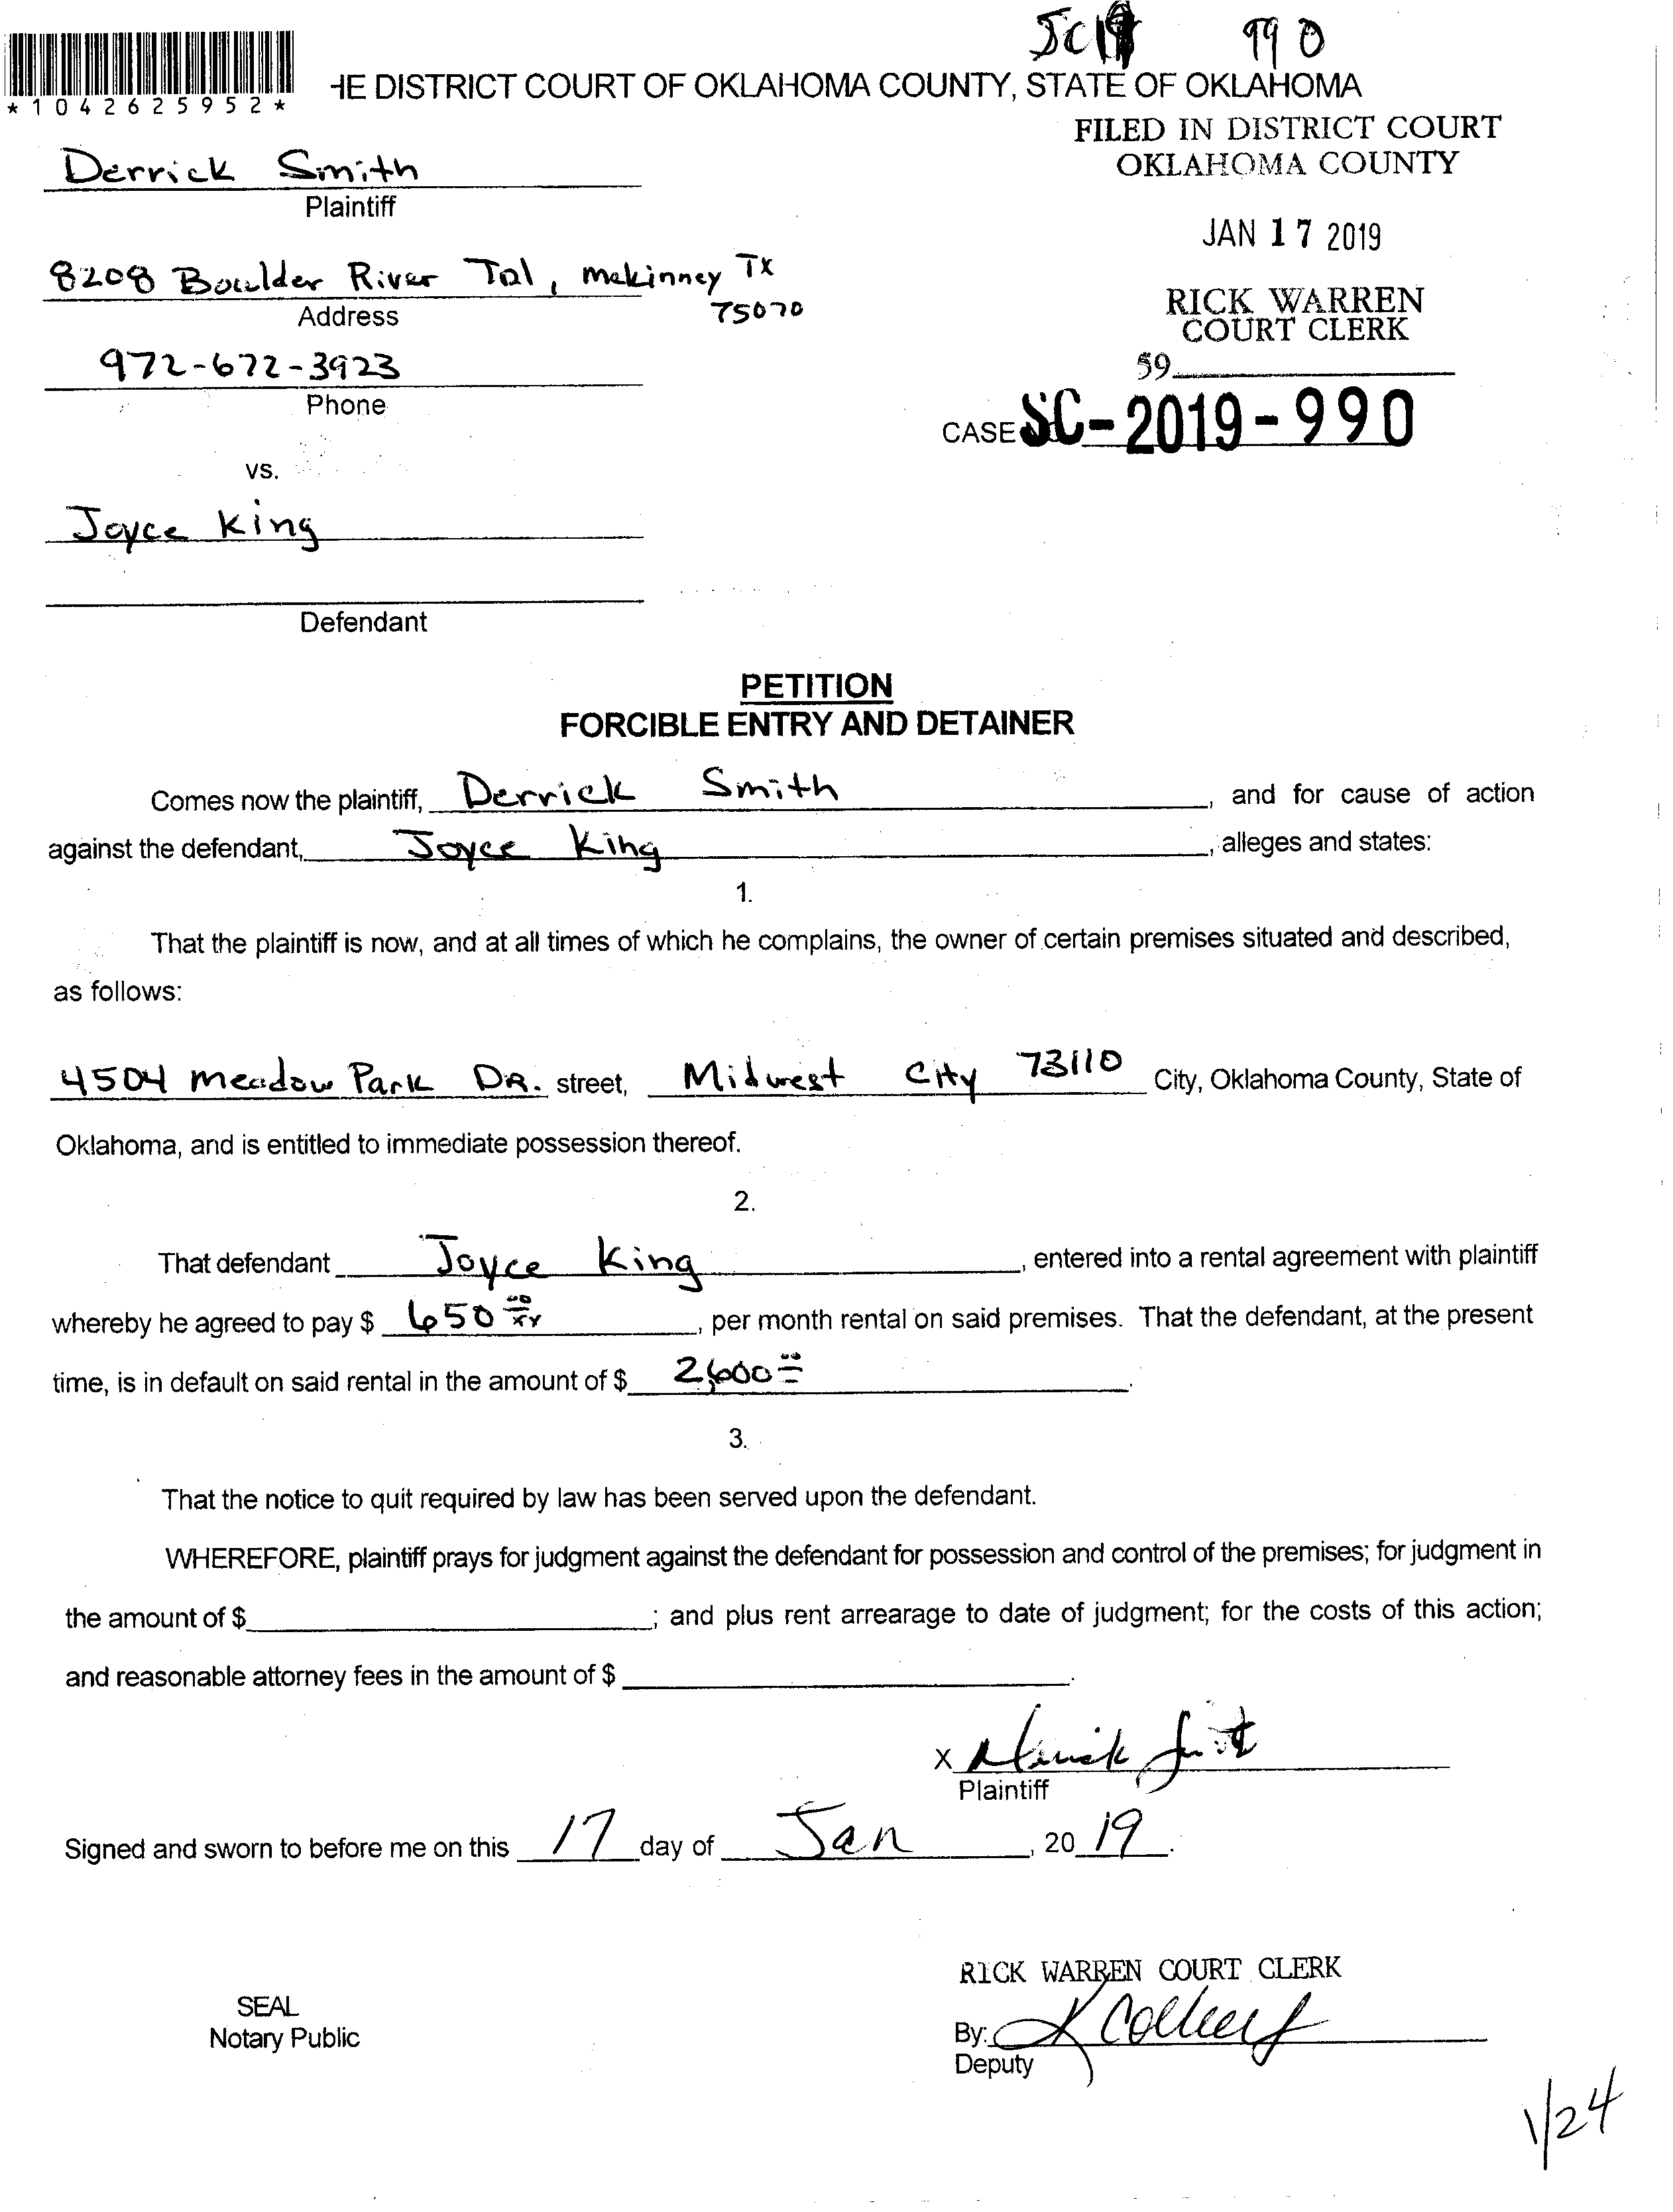 SC19 990
*1042625952*
HE DISTRICT COURT OF OKLAHOMA COUNTY, STATE OF OKLAHOMA
FILED IN DISTRICT COURT
OKLAHOMA COUNTY
Derrick Smith
Plaintiff
JAN 17 2019
8208 Boulder River Tal, mckinney TX
75070
Address
RICK WARREN
COURT CLERK
972-672-3923
Phone
59
CASE SC-2019-990
vs.
Joyce King
Defendant
PETITION
FORCIBLE ENTRY AND DETAINER
Comes now the plaintiff, Derrick Smith, and for cause of action
against the defendant, Joyce King, alleges and states:
1.
That the plaintiff is now, and at all times of which he complains, the owner of certain premises situated and described,
as follows:
4504 Meadow Park DR. street, Midwest City 73110 City, Oklahoma County, State of
Oklahoma, and is entitled to immediate possession thereof.
2.
That defendant Joyce King, entered into a rental agreement with plaintiff
whereby he agreed to pay $ 650 00/xx, per month rental on said premises. That the defendant, at the present
time, is in default on said rental in the amount of $ 2,600 00.
3.
That the notice to quit required by law has been served upon the defendant.
WHEREFORE, plaintiff prays for judgment against the defendant for possession and control of the premises; for judgment in
the amount of $; and plus rent arrearage to date of judgment; for the costs of this action;
and reasonable attorney fees in the amount of $.
X Derrick Smith
Plaintiff
Signed and sworn to before me on this 17 day of Jan, 2019.
RICK WARREN COURT CLERK
SEAL
Notary Public
By:
Deputy
1/24